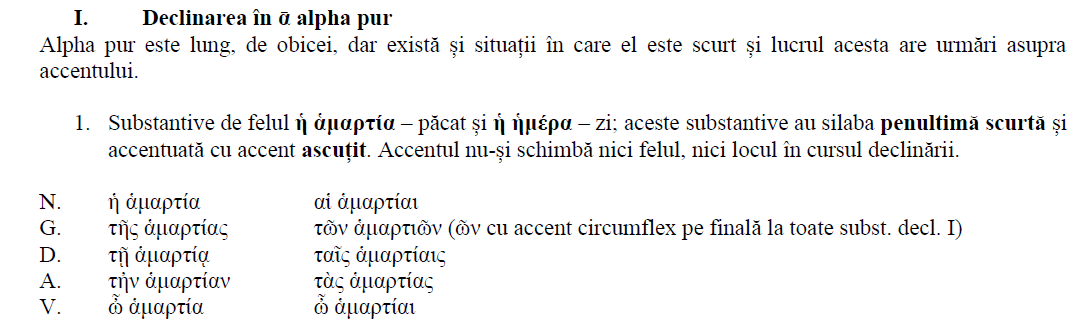 I. Declinarea în ᾱ alpha pur
Alpha pur este lung, de obicei, dar există și situații în care el este scurt și lucrul acesta are urmări asupra
accentului.
1. Substantive de felul ἡ ἁμαρτία – păcat și ἡ ἡμέρα – zi; aceste substantive au silaba penultimă scurtă și
accentuată cu accent ascuțit. Accentul nu-și schimbă nici felul, nici locul în cursul declinării.
N. ἡ ἁμαρτία αἱ ἁμαρτίαι
G. τῆς ἁμαρτίας τῶν ἁμαρτιῶν (ῶν cu accent circumflex pe finală la toate subst. decl. I)
D. τῇ ἁμαρτίᾳ ταῖς ἁμαρτίαις
A. τὴν ἁμαρτίαν τὰς ἁμαρτίας
V. ὦ ἁμαρτία ὦ ἁμαρτίαι